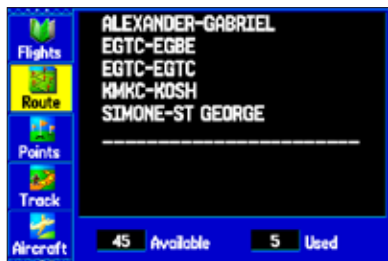 Flights
Route
Points
Track
Aircraft
ALEXANDER-GABRIEL
EGTC-EGBE
EGTC-EGTC
KMKC-KOSH
SIMONE-ST GEORGE
________________________
45 Available 5 Used